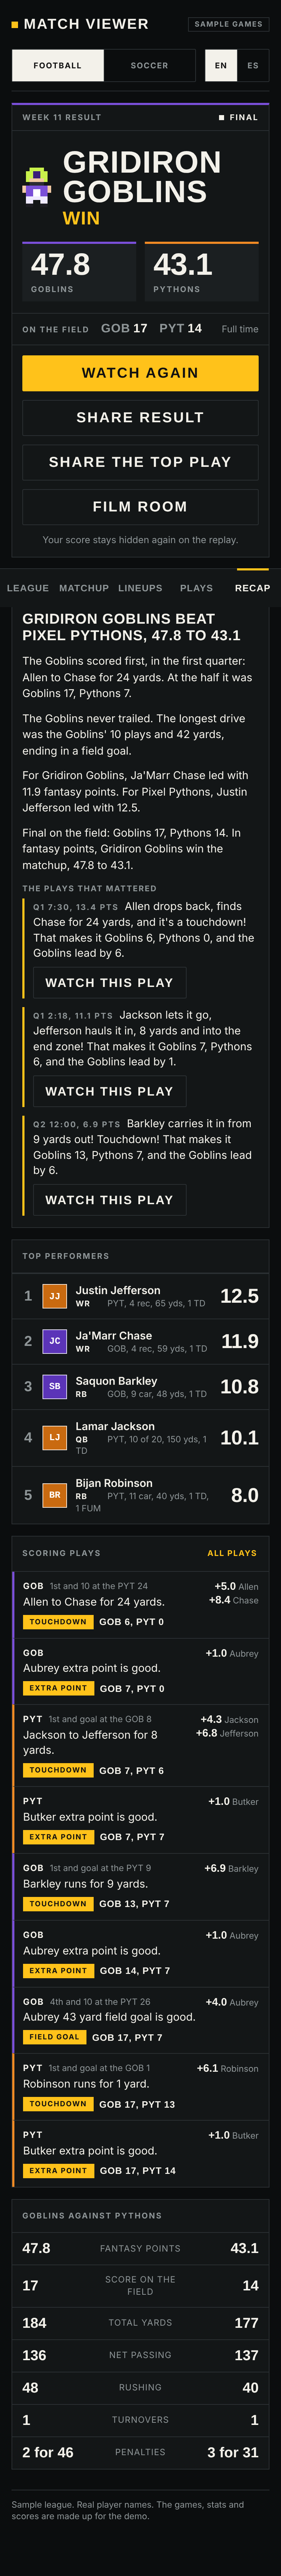 MATCH VIEWER
SAMPLE GAMES
FOOTBALL
SOCCER
EN
ES
WEEK 11 RESULT
FINAL
GRIDIRON
GOBLINS
WIN
47.8
GOBLINS
43.1
PYTHONS
ON THE FIELD GOB 17 PYT 14 Full time
WATCH AGAIN
SHARE RESULT
SHARE THE TOP PLAY
FILM ROOM
Your score stays hidden again on the replay.
LEAGUE MATCHUP LINEUPS PLAYS RECAP
GRIDIRON GOBLINS BEAT
PIXEL PYTHONS, 47.8 TO 43.1
The Goblins scored first, in the first quarter:
Allen to Chase for 24 yards. At the half it was
Goblins 17, Pythons 7.
The Goblins never trailed. The longest drive
was the Goblins' 10 plays and 42 yards,
ending in a field goal.
For Gridiron Goblins, Ja'Marr Chase led with
11.9 fantasy points. For Pixel Pythons, Justin
Jefferson led with 12.5.
Final on the field: Goblins 17, Pythons 14. In
fantasy points, Gridiron Goblins win the
matchup, 47.8 to 43.1.
THE PLAYS THAT MATTERED
Q1 7:30, 13.4 PTS Allen drops back, finds
Chase for 24 yards, and it's a touchdown!
That makes it Goblins 6, Pythons 0, and the
Goblins lead by 6.
WATCH THIS PLAY
Q1 2:18, 11.1 PTS Jackson lets it go,
Jefferson hauls it in, 8 yards and into the
end zone! That makes it Goblins 7, Pythons
6, and the Goblins lead by 1.
WATCH THIS PLAY
Q2 12:00, 6.9 PTS Barkley carries it in from
9 yards out! Touchdown! That makes it
Goblins 13, Pythons 7, and the Goblins lead
by 6.
WATCH THIS PLAY
TOP PERFORMERS
1 JJ Justin Jefferson 12.5
WR PYT, 4 rec, 65 yds, 1 TD
2 JC Ja'Marr Chase 11.9
WR GOB, 4 rec, 59 yds, 1 TD
3 SB Saquon Barkley 10.8
RB GOB, 9 car, 48 yds, 1 TD
4 LJ Lamar Jackson 10.1
QB PYT, 10 of 20, 150 yds, 1
TD
5 BR Bijan Robinson 8.0
RB PYT, 11 car, 40 yds, 1 TD,
1 FUM
SCORING PLAYS
ALL PLAYS
GOB 1st and 10 at the PYT 24 +5.0 Allen
Allen to Chase for 24 yards. +8.4 Chase
TOUCHDOWN GOB 6, PYT 0
GOB +1.0 Aubrey
Aubrey extra point is good.
EXTRA POINT GOB 7, PYT 0
PYT 1st and goal at the GOB 8 +4.3 Jackson
Jackson to Jefferson for 8 +6.8 Jefferson
yards.
TOUCHDOWN GOB 7, PYT 6
PYT +1.0 Butker
Butker extra point is good.
EXTRA POINT GOB 7, PYT 7
GOB 1st and goal at the PYT 9 +6.9 Barkley
Barkley runs for 9 yards.
TOUCHDOWN GOB 13, PYT 7
GOB +1.0 Aubrey
Aubrey extra point is good.
EXTRA POINT GOB 14, PYT 7
GOB 4th and 10 at the PYT 26 +4.0 Aubrey
Aubrey 43 yard field goal is good.
FIELD GOAL GOB 17, PYT 7
PYT 1st and goal at the GOB 1 +6.1 Robinson
Robinson runs for 1 yard.
TOUCHDOWN GOB 17, PYT 13
PYT +1.0 Butker
Butker extra point is good.
EXTRA POINT GOB 17, PYT 14
GOBLINS AGAINST PYTHONS
47.8 FANTASY POINTS 43.1
17 SCORE ON THE FIELD 14
184 TOTAL YARDS 177
136 NET PASSING 137
48 RUSHING 40
1 TURNOVERS 1
2 for 46 PENALTIES 3 for 31
Sample league. Real player names. The games, stats and
scores are made up for the demo.